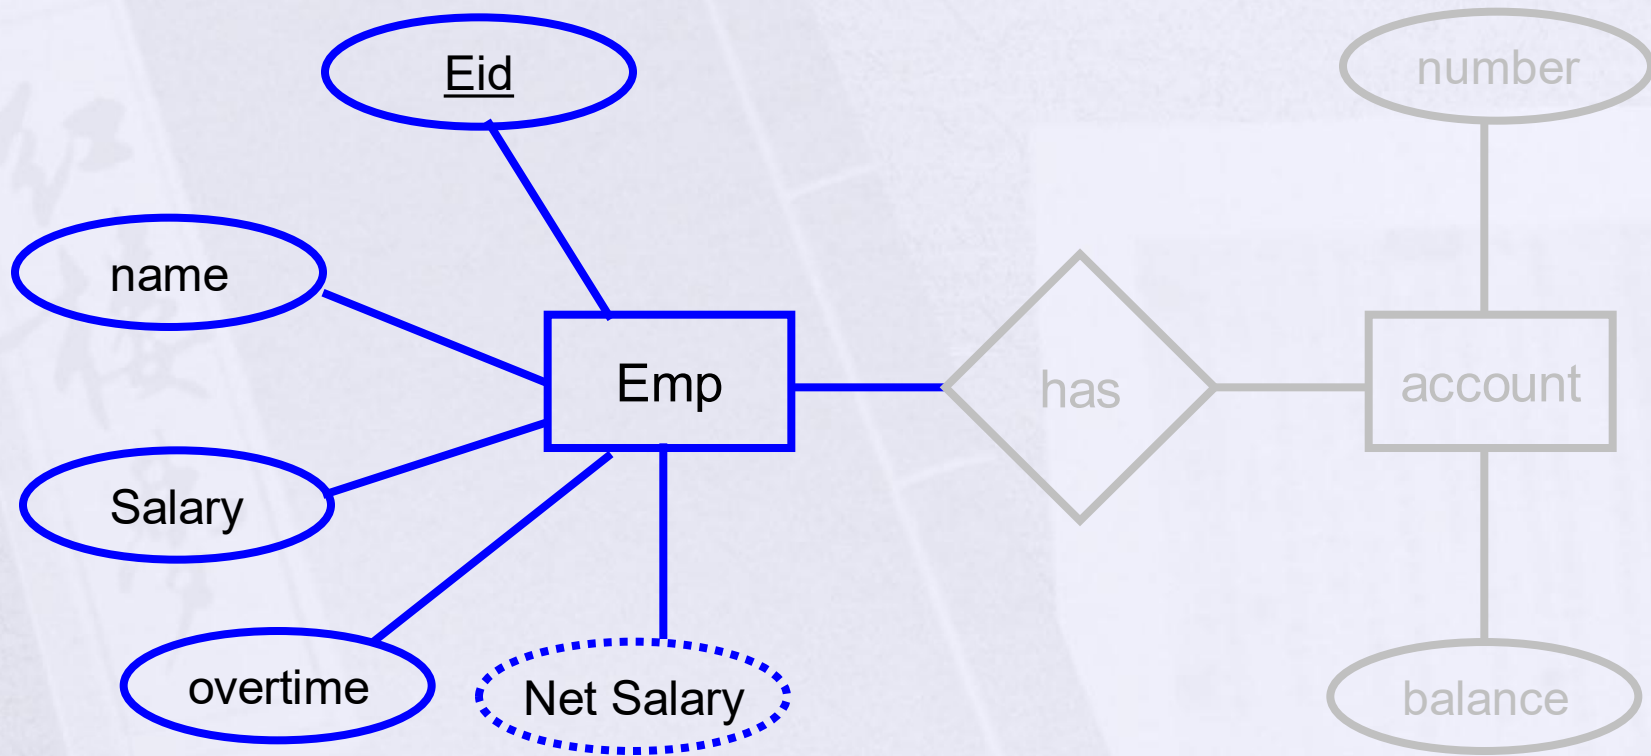 Eid
number
name
Emp
has
account
Salary
overtime
Net Salary
balance